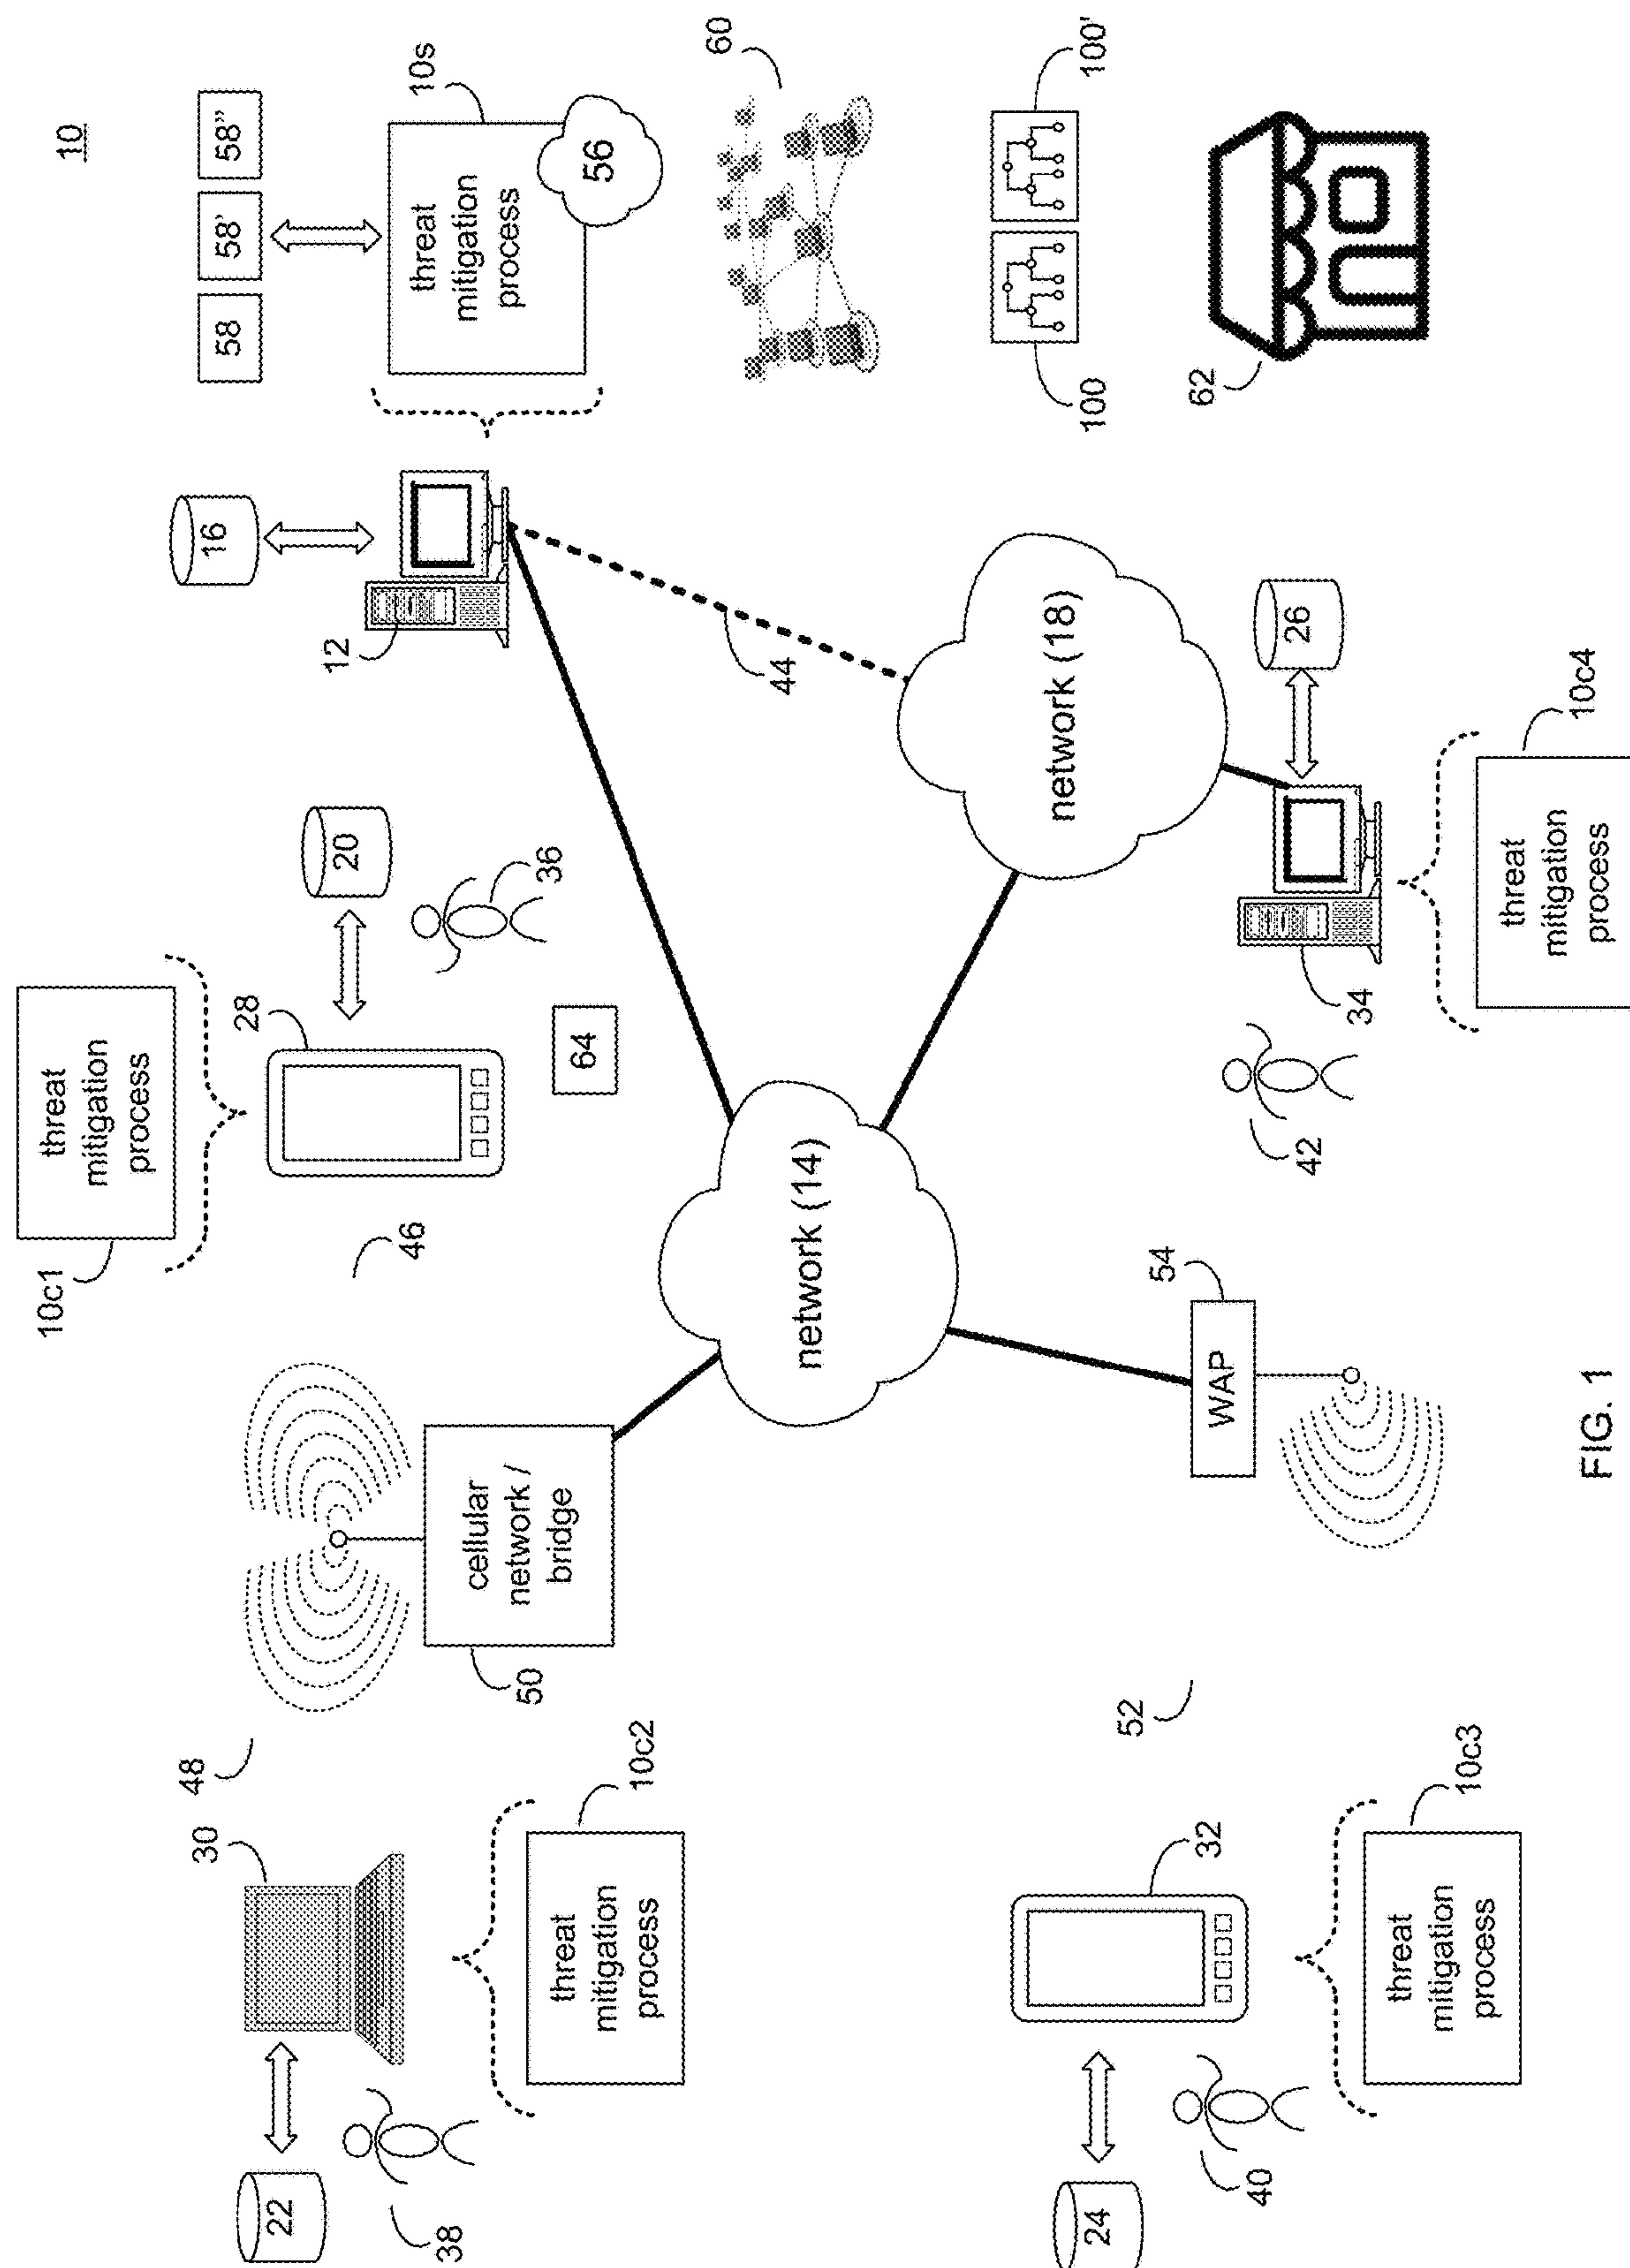 10
58
58'
58"
10s
threat
mitigation
process
56
60
100
100'
62
16
12
44
network (18)
26
34
42
10c4
threat
mitigation
process
20
36
28
64
10c1
threat
mitigation
process
46
network (14)
54
WAP
cellular
network /
bridge
50
48
30
22
38
10c2
threat
mitigation
process
52
32
24
40
10c3
threat
mitigation
process
FIG. 1